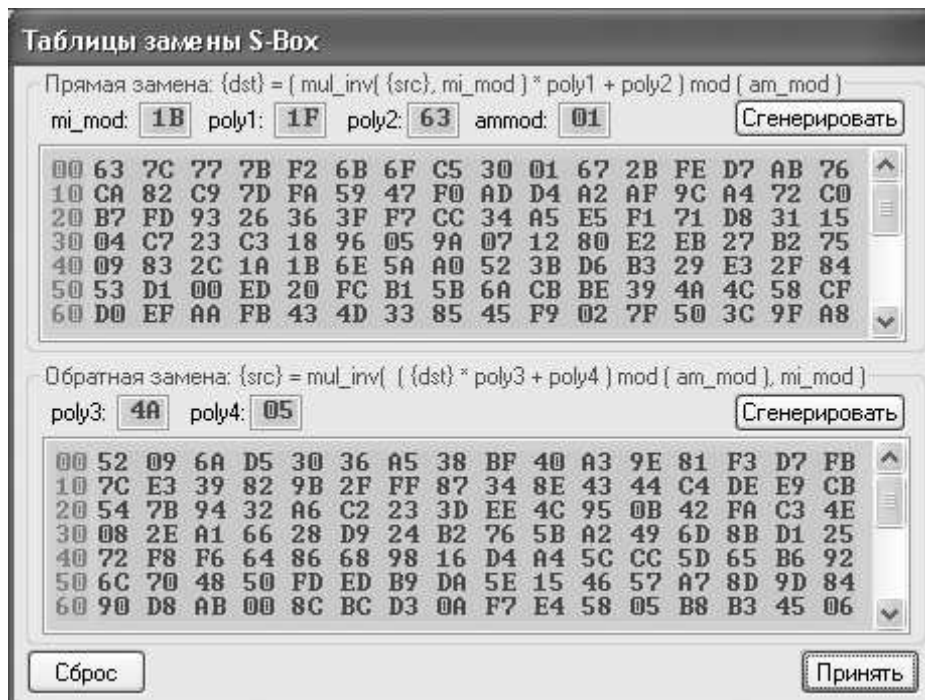 Таблицы замены S-Box
Прямая замена: {dst} = ( mul_inv( {src}, mi_mod ) * poly1 + poly2 ) mod ( am_mod )
mi_mod: 1B poly1: 1F poly2: 63 ammod: 01 Сгенерировать
00 63 7C 77 7B F2 6B 6F C5 30 01 67 2B FE D7 AB 76
10 CA 82 C9 7D FA 59 47 F0 AD D4 A2 AF 9C A4 72 C0
20 B7 FD 93 26 36 3F F7 CC 34 A5 E5 F1 71 D8 31 15
30 04 C7 23 C3 18 96 05 9A 07 12 80 E2 EB 27 B2 75
40 09 83 2C 1A 1B 6E 5A A0 52 3B D6 B3 29 E3 2F 84
50 53 D1 00 ED 20 FC B1 5B 6A CB BE 39 4A 4C 58 CF
60 D0 EF AA FB 43 4D 33 85 45 F9 02 7F 50 3C 9F A8
Обратная замена: {src} = mul_inv( ( {dst} * poly3 + poly4 ) mod ( am_mod ), mi_mod )
poly3: 4A poly4: 05 Сгенерировать
00 52 09 6A D5 30 36 A5 38 BF 40 A3 9E 81 F3 D7 FB
10 7C E3 39 82 9B 2F FF 87 34 8E 43 44 C4 DE E9 CB
20 54 7B 94 32 A6 C2 23 3D EE 4C 95 0B 42 FA C3 4E
30 08 2E A1 66 28 D9 24 B2 76 5B A2 49 6D 8B D1 25
40 72 F8 F6 64 86 68 98 16 D4 A4 5C CC 5D 65 B6 92
50 6C 70 48 50 FD ED B9 DA 5E 15 46 57 A7 8D 9D 84
60 90 D8 AB 00 8C BC D3 0A F7 E4 58 05 B8 B3 45 06
Сброс Принять